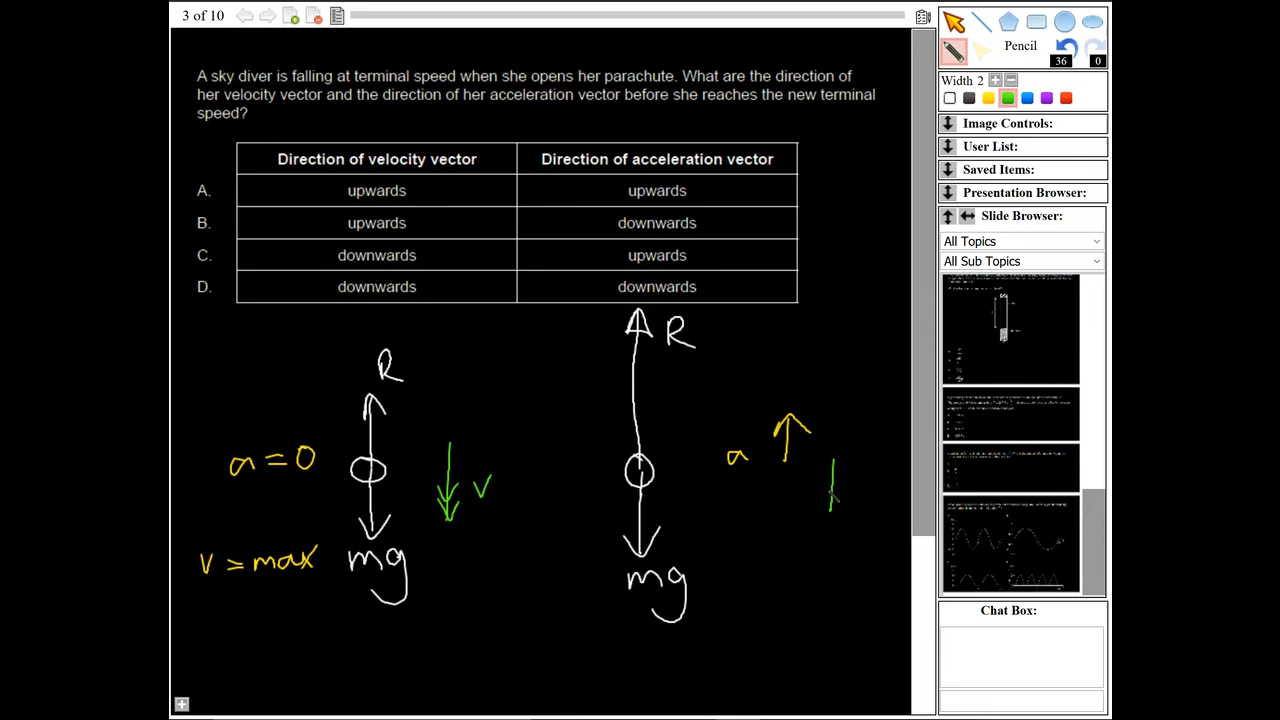 3 of 10
A sky diver is falling at terminal speed when she opens her parachute. What are the direction of
her velocity vector and the direction of her acceleration vector before she reaches the new terminal
speed?
Direction of velocity vector Direction of acceleration vector
A. upwards upwards
B. upwards downwards
C. downwards upwards
D. downwards downwards
R
R
a = 0
v
a
v = max
mg
mg
Pencil
36 0
Width 2
Image Controls:
User List:
Saved Items:
Presentation Browser:
Slide Browser:
All Topics
All Sub Topics
Chat Box: